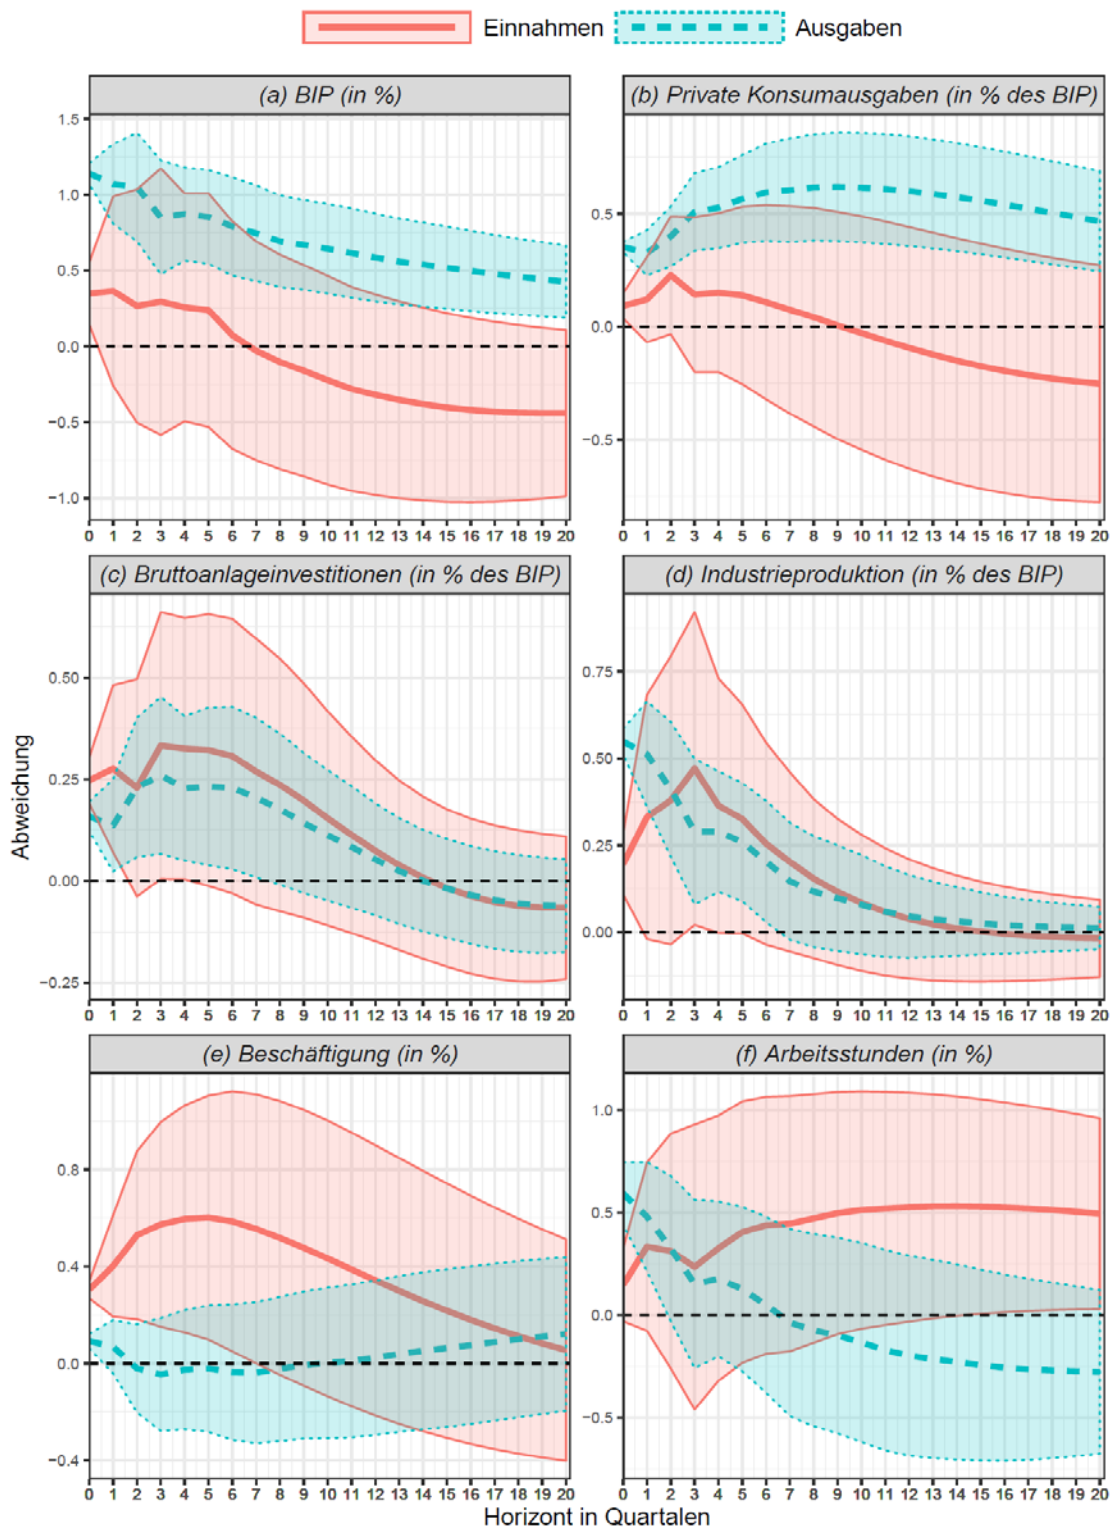 Einnahmen Ausgaben
(a) BIP (in %) (b) Private Konsumausgaben (in % des BIP)
1.5
1.0
0.5
0.0
−0.5
−1.0
0 1 2 3 4 5 6 7 8 9 10 11 12 13 14 15 16 17 18 19 20
0.5
0.0
−0.5
0 1 2 3 4 5 6 7 8 9 10 11 12 13 14 15 16 17 18 19 20
(c) Bruttoanlageinvestitionen (in % des BIP) (d) Industrieproduktion (in % des BIP)
0.50
0.25
0.00
−0.25
0 1 2 3 4 5 6 7 8 9 10 11 12 13 14 15 16 17 18 19 20
0.75
0.50
0.25
0.00
0 1 2 3 4 5 6 7 8 9 10 11 12 13 14 15 16 17 18 19 20
Abweichung
(e) Beschäftigung (in %) (f) Arbeitsstunden (in %)
0.8
0.4
0.0
−0.4
0 1 2 3 4 5 6 7 8 9 10 11 12 13 14 15 16 17 18 19 20
1.0
0.5
0.0
−0.5
0 1 2 3 4 5 6 7 8 9 10 11 12 13 14 15 16 17 18 19 20
Horizont in Quartalen